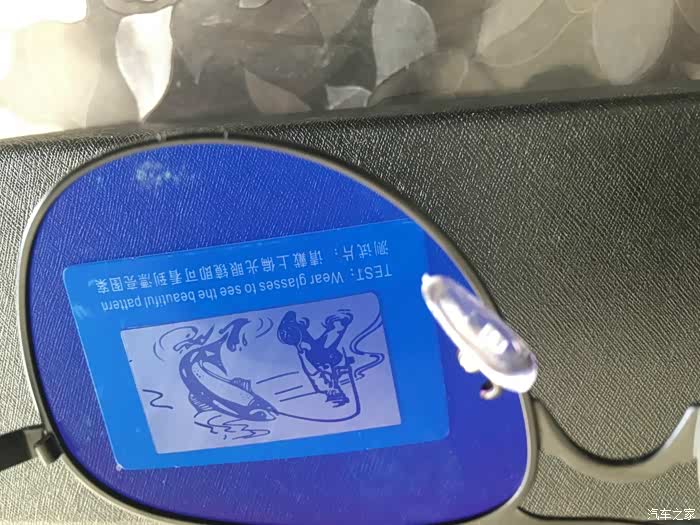 TEST: Wear glasses to see the beautiful pattern
测试片：请戴上偏光眼镜即可看到漂亮图案
汽车之家